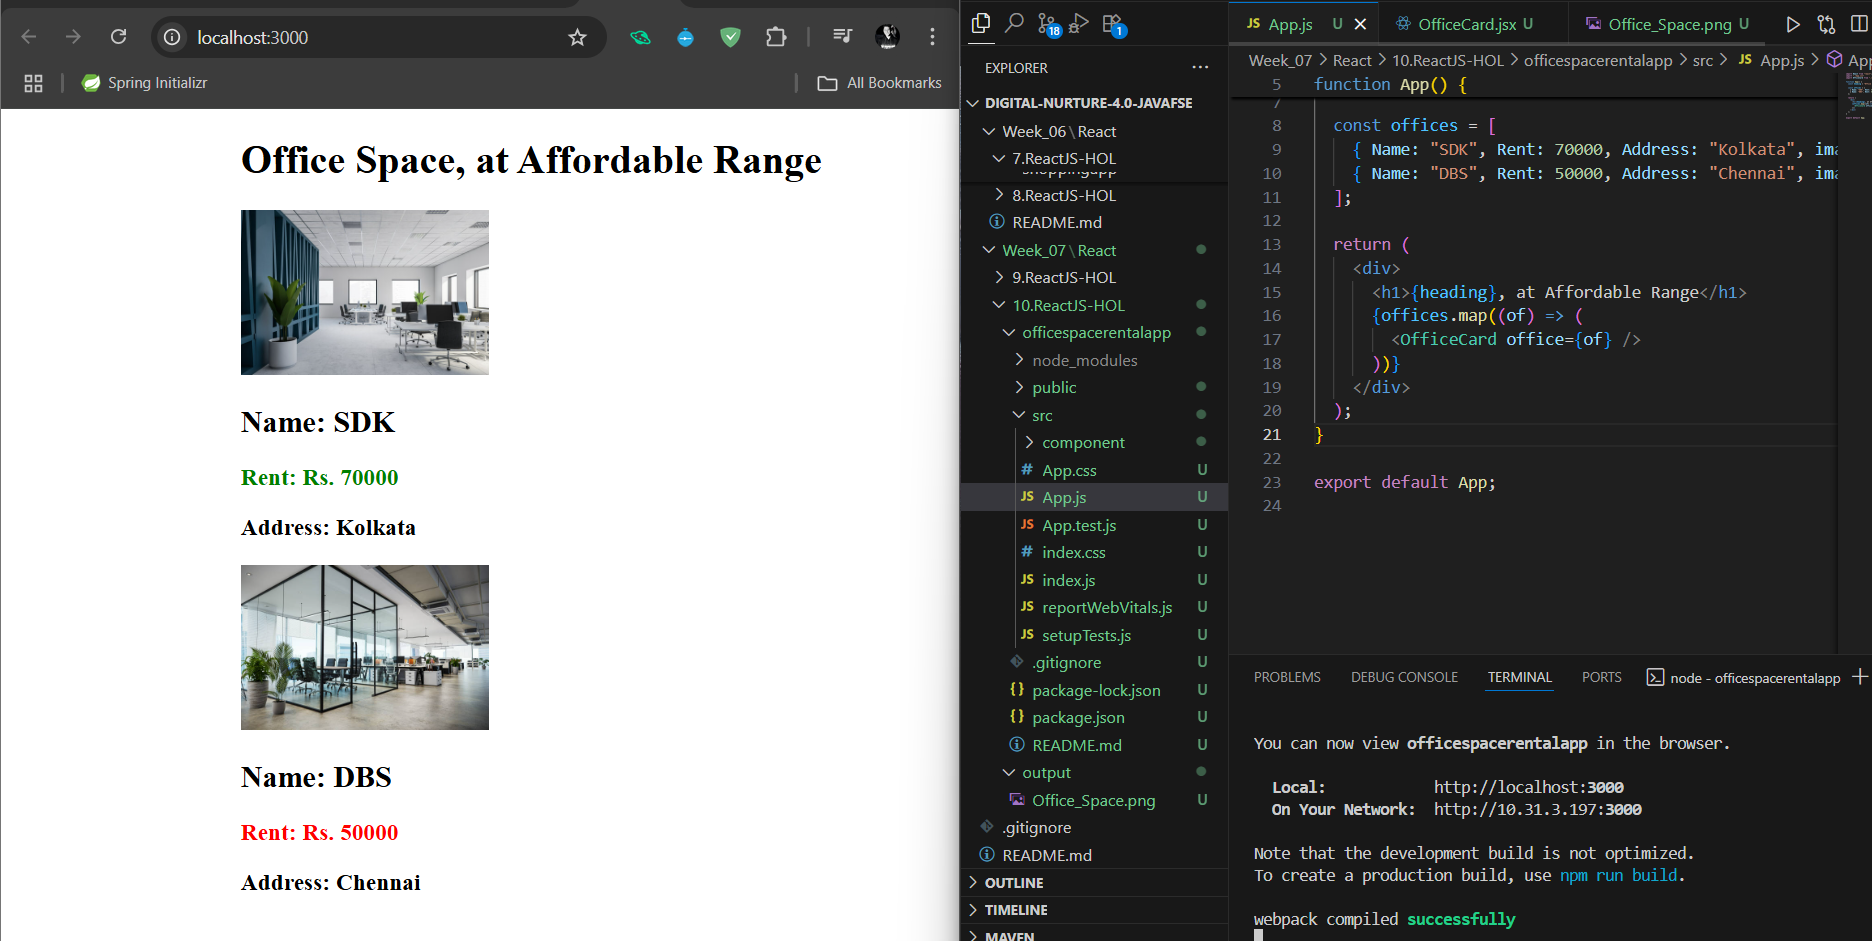 localhost:3000
Spring Initializr
All Bookmarks
Office Space, at Affordable Range
Name: SDK
Rent: Rs. 70000
Address: Kolkata
Name: DBS
Rent: Rs. 50000
Address: Chennai
18
1
EXPLORER
DIGITAL-NURTURE-4.0-JAVAFSE
Week_06\React
7.ReactJS-HOL
shoppingapp
8.ReactJS-HOL
README.md
Week_07\React
9.ReactJS-HOL
10.ReactJS-HOL
officespacerentalapp
node_modules
public
src
component
App.css U
JS App.js U
JS App.test.js U
index.css U
JS index.js U
JS reportWebVitals.js U
JS setupTests.js U
.gitignore U
{} package-lock.json U
{} package.json U
README.md U
output
Office_Space.png U
.gitignore
README.md
OUTLINE
TIMELINE
MAVEN
JS App.js U
OfficeCard.jsx U
Office_Space.png U
Week_07 > React > 10.ReactJS-HOL > officespacerentalapp > src > JS App.js > App
5 function App() {
7
8 const offices = [
9 { Name: "SDK", Rent: 70000, Address: "Kolkata", ima
10 { Name: "DBS", Rent: 50000, Address: "Chennai", ima
11 ];
12
13 return (
14 <div>
15 <h1>{heading}, at Affordable Range</h1>
16 {offices.map((of) => (
17 <OfficeCard office={of} />
18 ))}
19 </div>
20 );
21 }
22
23 export default App;
24
PROBLEMS DEBUG CONSOLE TERMINAL PORTS node - officespacerentalapp
You can now view officespacerentalapp in the browser.
Local: http://localhost:3000
On Your Network: http://10.31.3.197:3000
Note that the development build is not optimized.
To create a production build, use npm run build.
webpack compiled successfully